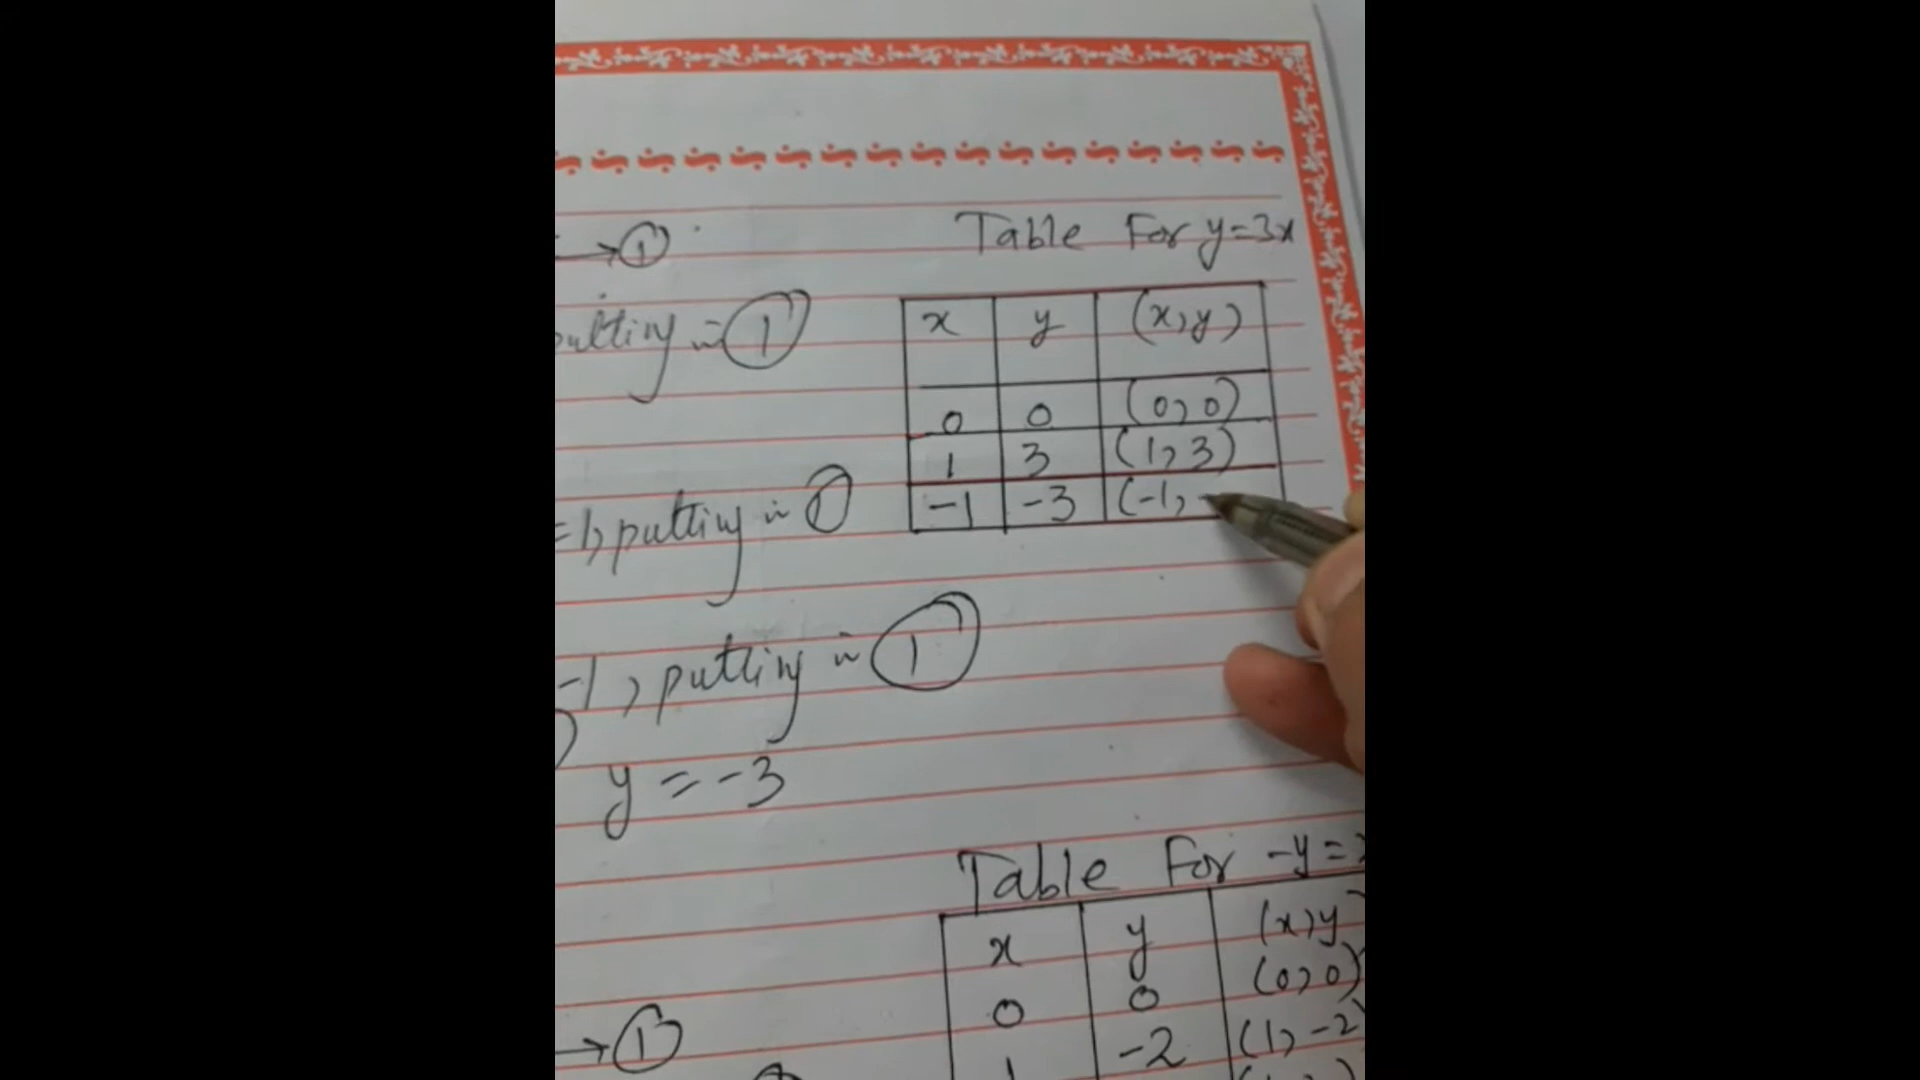 →①
Table For y=3x
putting in ①
x y (x,y)
0 0 (0,0)
1 3 (1,3)
-1 -3 (-1, -
=1, putting in ①
-1, putting in ①
y = -3
Table For -y=
x y (x,y
0 0 (0,0)
→①
1 -2 (1,-2